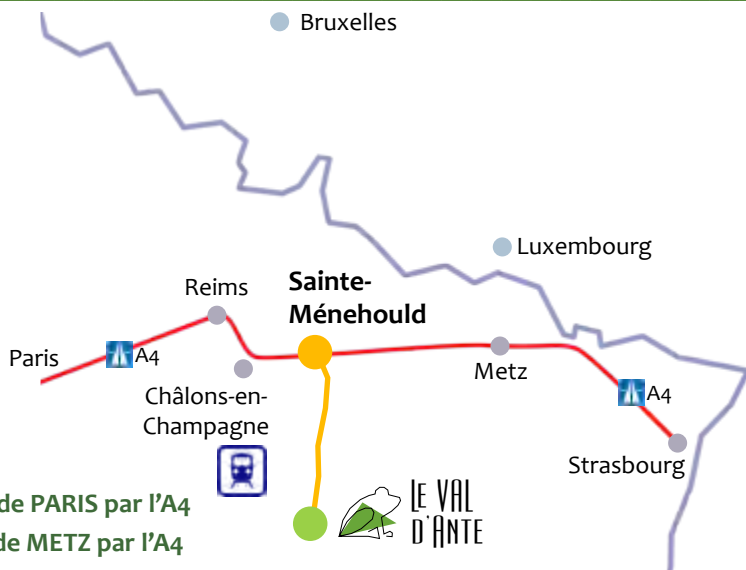 Bruxelles
Luxembourg
Sainte-
Ménehould
Reims
Paris
A4
Châlons-en-
Champagne
Metz
A4
Strasbourg
de PARIS par l'A4
de METZ par l'A4
LE VAL
D'ANTE